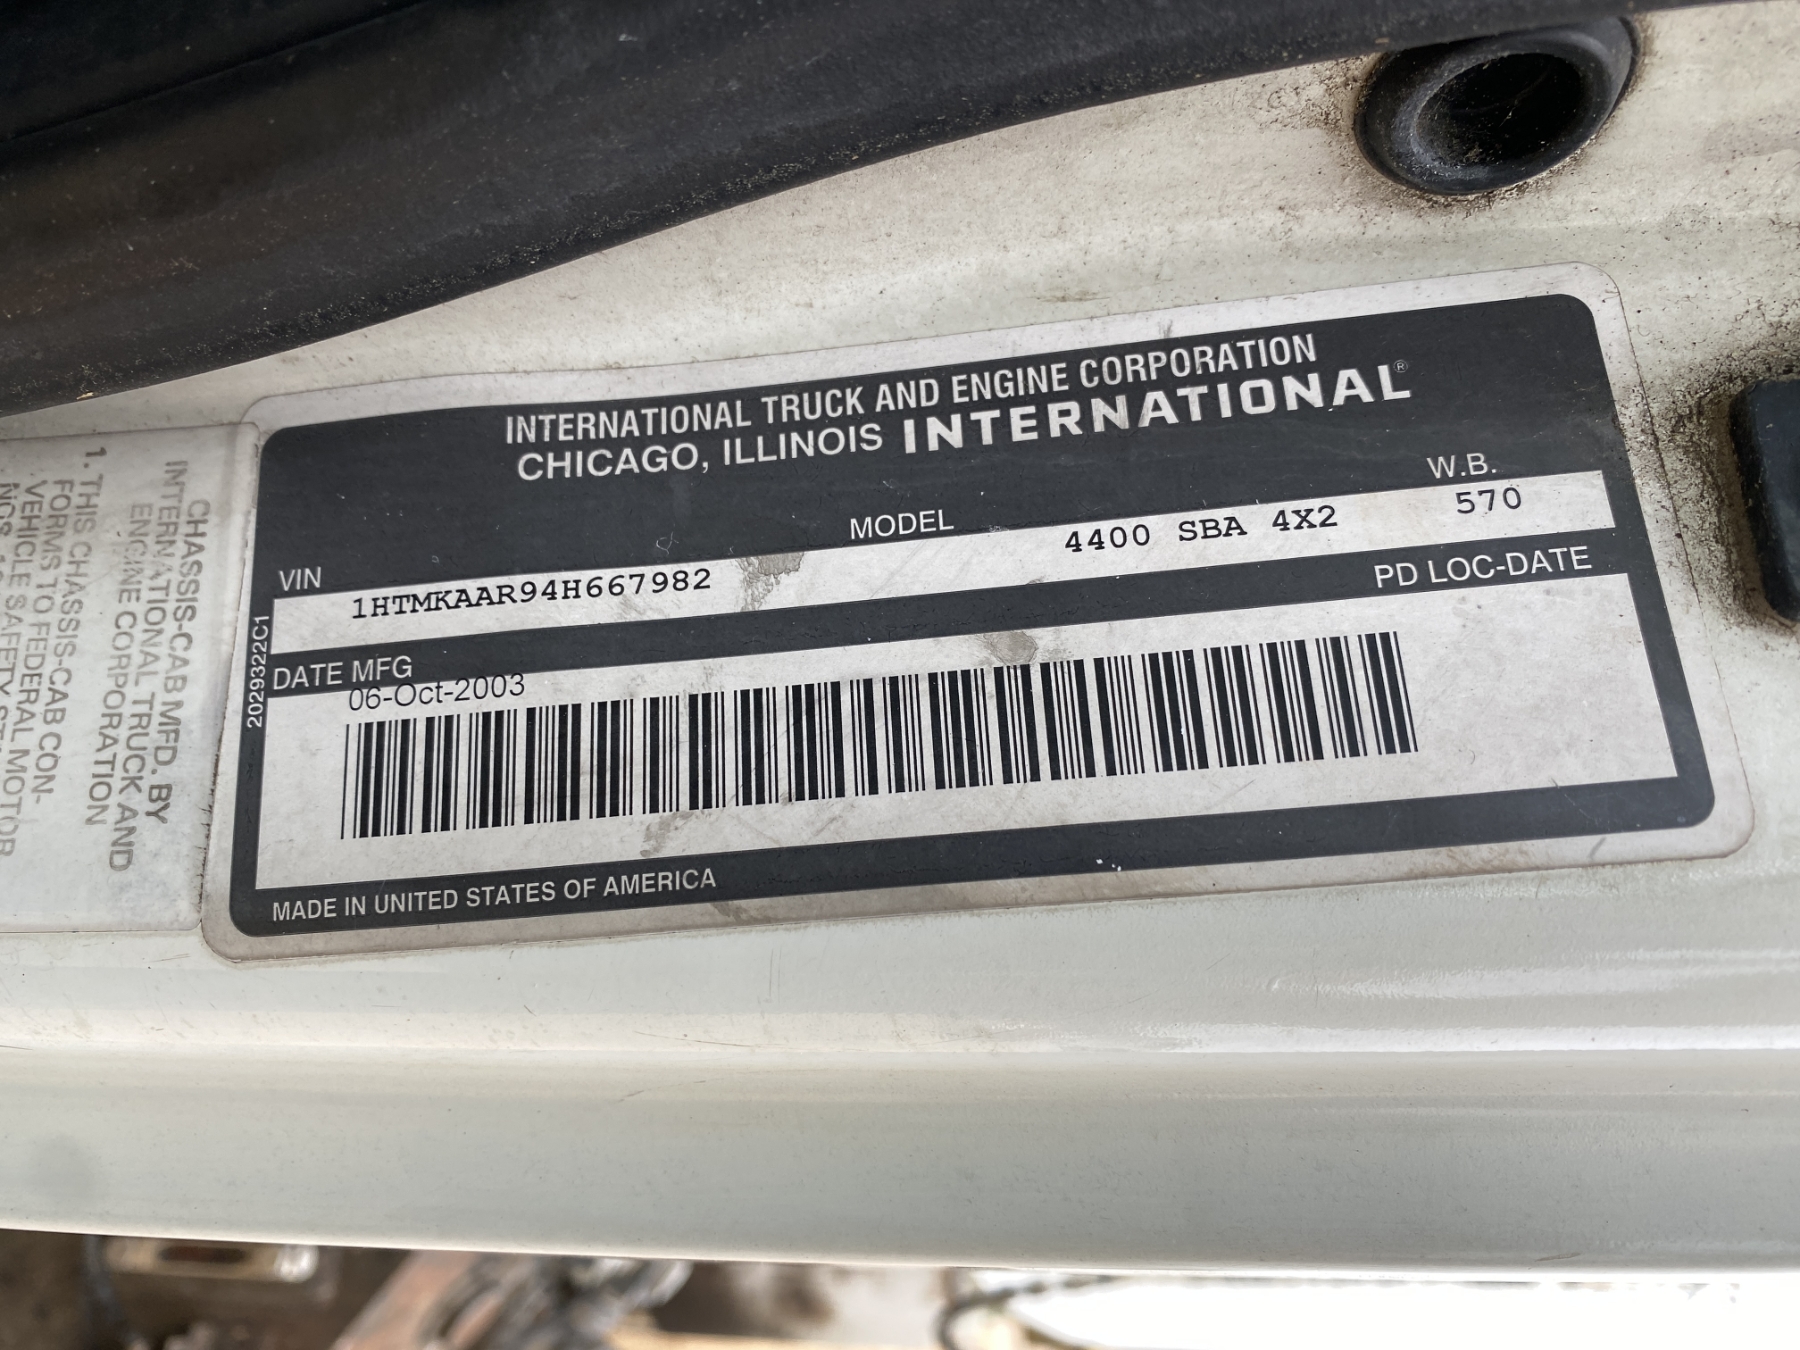 INTERNATIONAL TRUCK AND ENGINE CORPORATION
CHICAGO, ILLINOIS INTERNATIONAL®
VIN MODEL W.B.
1HTMKAAR94H667982 4400 SBA 4X2 570
DATE MFG PD LOC-DATE
06-Oct-2003
MADE IN UNITED STATES OF AMERICA
2029322C1
CHASSIS-CAB MFD. BY
INTERNATIONAL TRUCK AND
ENGINE CORPORATION
1. THIS CHASSIS-CAB CON-
FORMS TO FEDERAL MOTOR
VEHICLE SAFETY